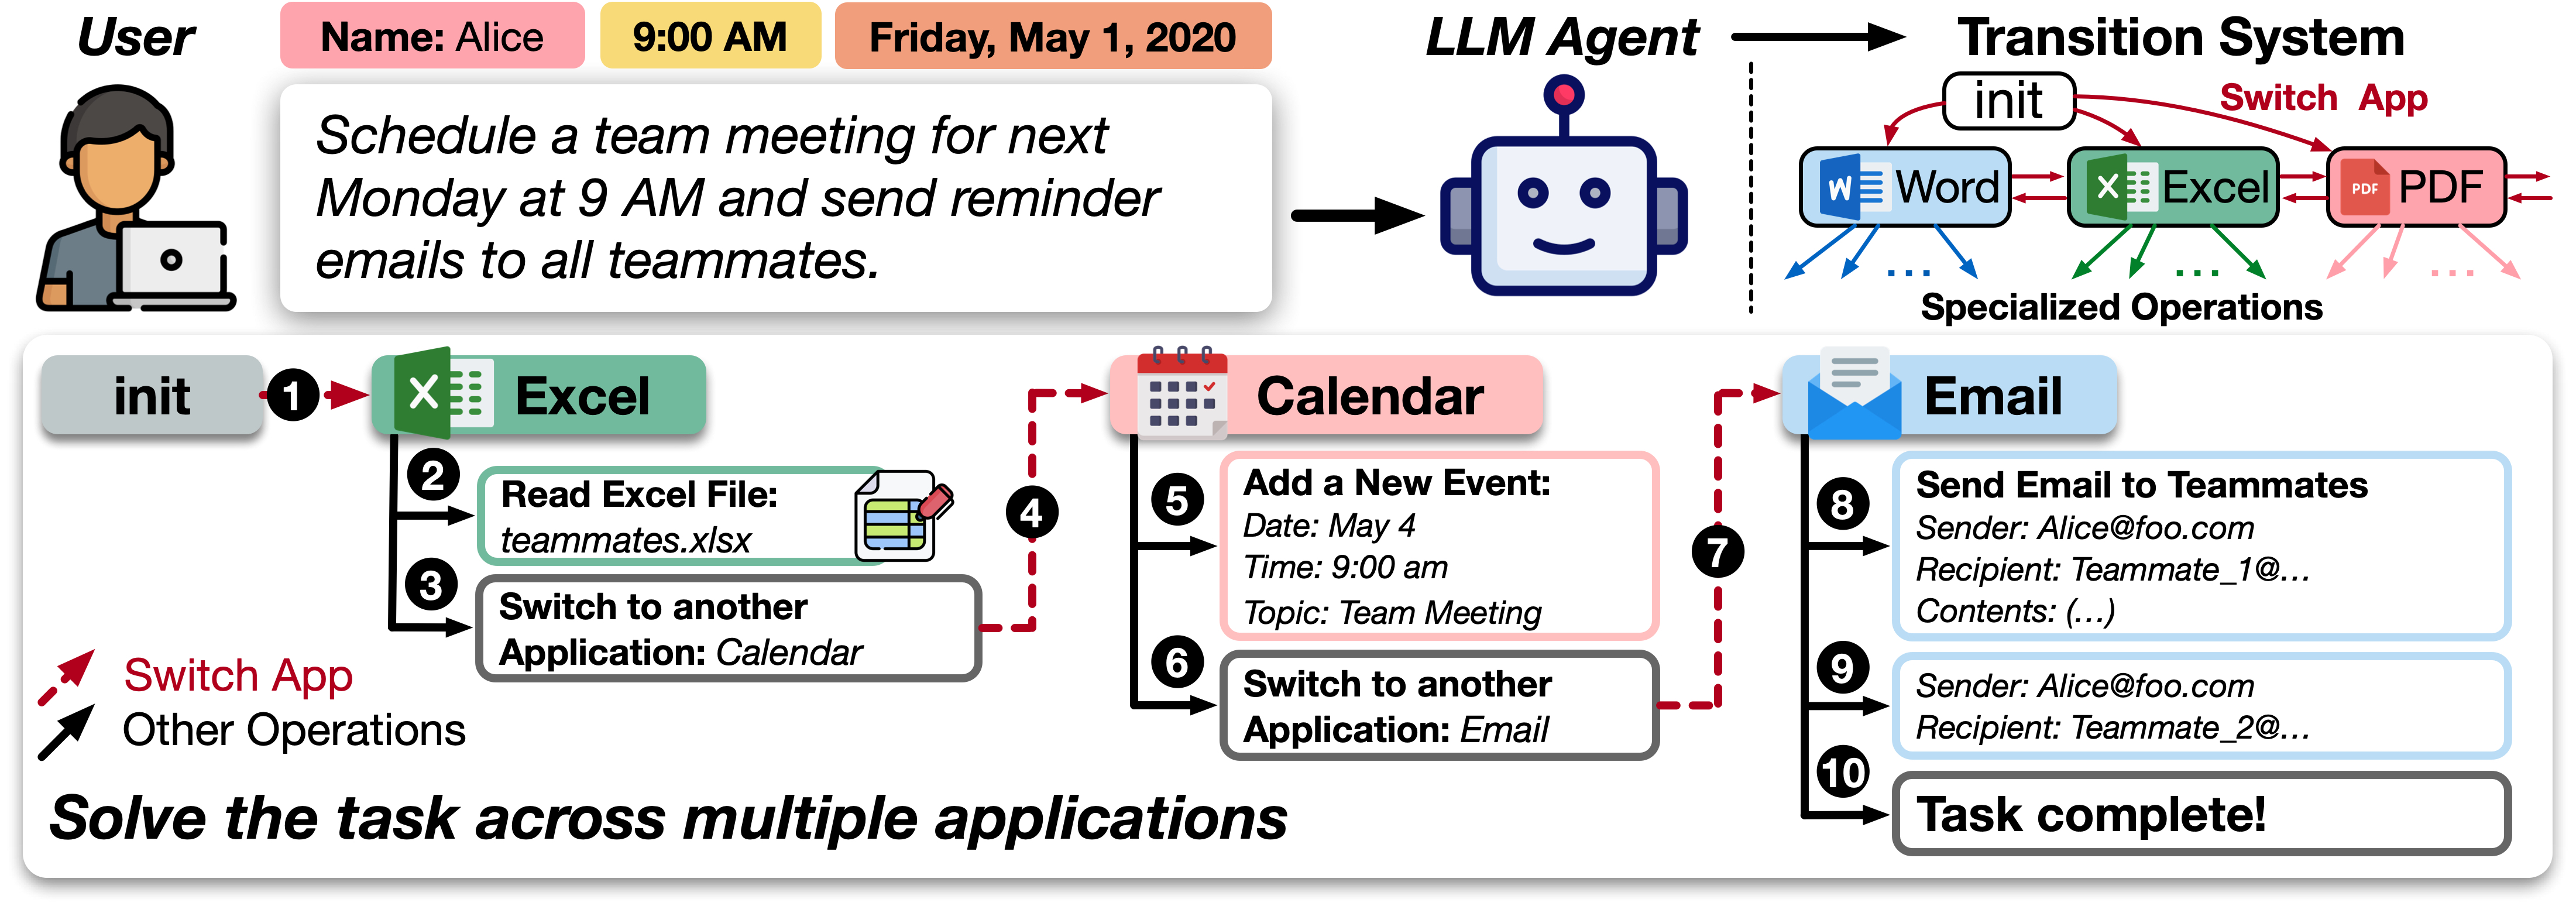 User
Name: Alice
9:00 AM
Friday, May 1, 2020
Schedule a team meeting for next
Monday at 9 AM and send reminder
emails to all teammates.
LLM Agent
Transition System
init
Switch App
W
Word
X
Excel
PDF
PDF
...
...
...
Specialized Operations
init
1
X
Excel
2
Read Excel File:
teammates.xlsx
3
Switch to another
Application: Calendar
4
Calendar
5
Add a New Event:
Date: May 4
Time: 9:00 am
Topic: Team Meeting
6
Switch to another
Application: Email
7
Email
8
Send Email to Teammates
Sender: Alice@foo.com
Recipient: Teammate_1@...
Contents: (...)
9
Sender: Alice@foo.com
Recipient: Teammate_2@...
10
Task complete!
Switch App
Other Operations
Solve the task across multiple applications